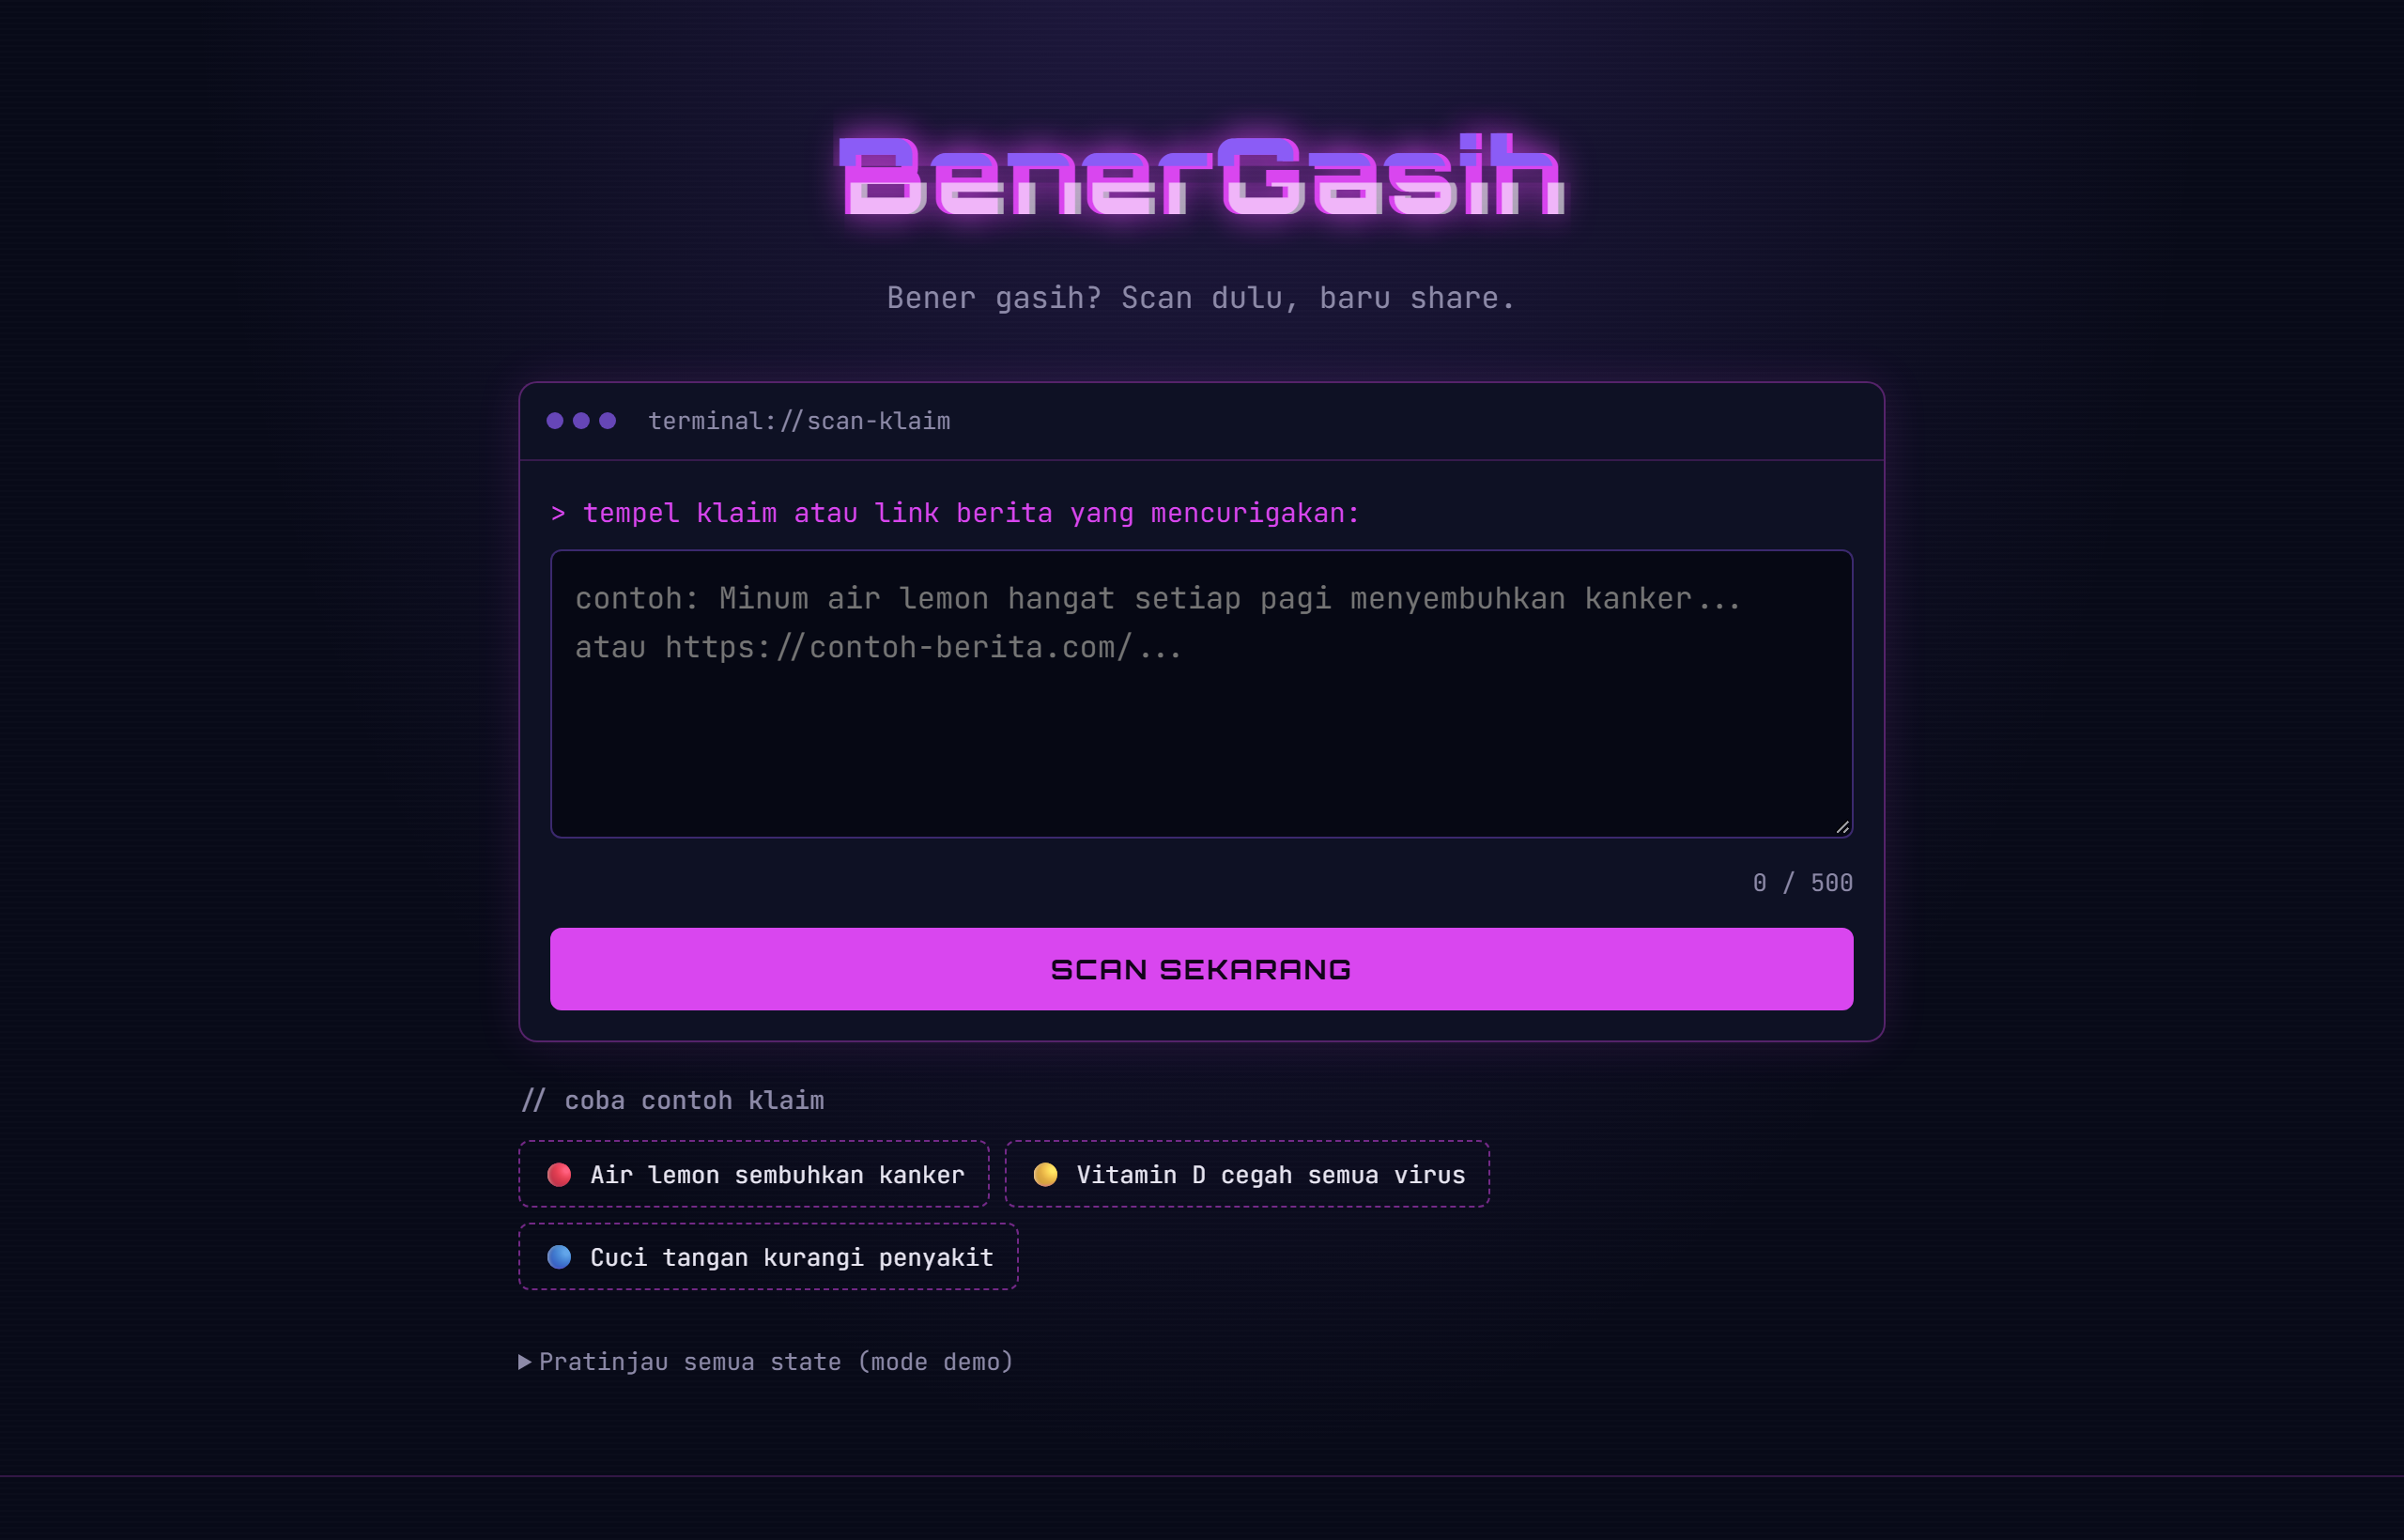 BenerGasih
Bener gasih? Scan dulu, baru share.
terminal://scan-klaim
> tempel klaim atau link berita yang mencurigakan:
contoh: Minum air lemon hangat setiap pagi menyembuhkan kanker...
atau https://contoh-berita.com/...
0 / 500
SCAN SEKARANG
// coba contoh klaim
Air lemon sembuhkan kanker
Vitamin D cegah semua virus
Cuci tangan kurangi penyakit
Pratinjau semua state (mode demo)